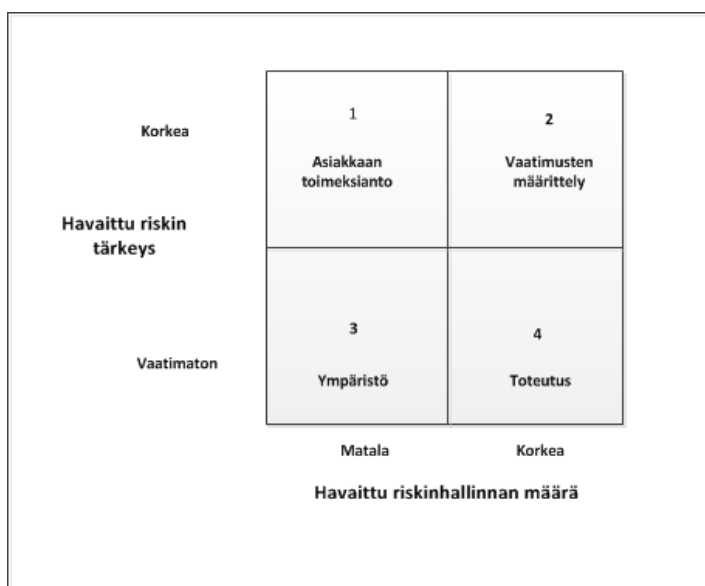 1
2
Korkea
Asiakkaan
toimeksianto
Vaatimusten
määrittely
Havaittu riskin
tärkeys
3
4
Vaatimaton
Ympäristö
Toteutus
Matala
Korkea
Havaittu riskinhallinnan määrä